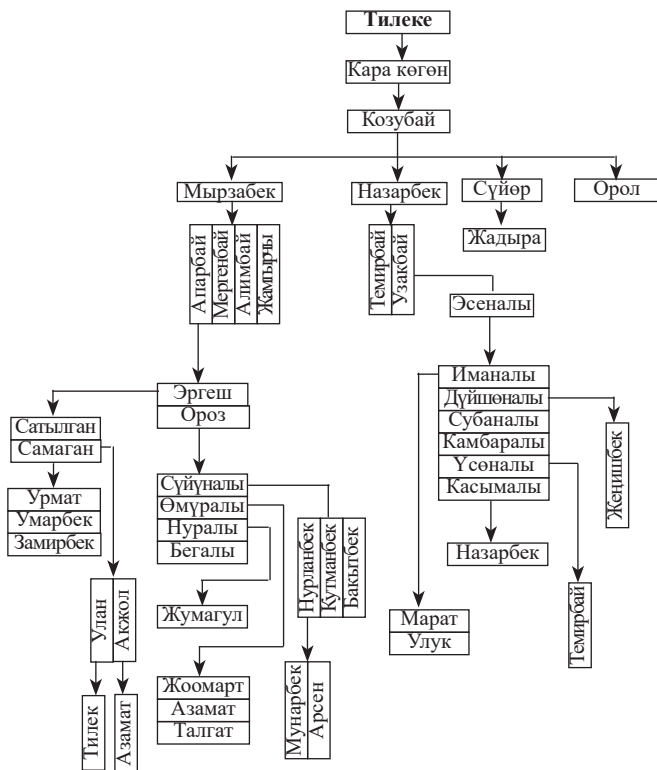 Тилеке
Кара көгөн
Козубай
Мырзабек
Назарбек
Сүйөр
Орол
Апарбай
Мергенбай
Алимбай
Жамгырчы
Темирбай
Узакбай
Жадыра
Эсеналы
Эргеш
Ороз
Иманалы
Дүйшөналы
Субаналы
Камбаралы
Үсөналы
Касымалы
Сатылган
Самаган
Жеңишбек
Сүйүналы
Өмүралы
Нуралы
Бегалы
Урмат
Умарбек
Замирбек
Нурланбек
Кутманбек
Бакытбек
Назарбек
Улан
Акжол
Жумагул
Марат
Улук
Темирбай
Жоомарт
Азамат
Талгат
Мунарбек
Арсен
Тилек
Азамат